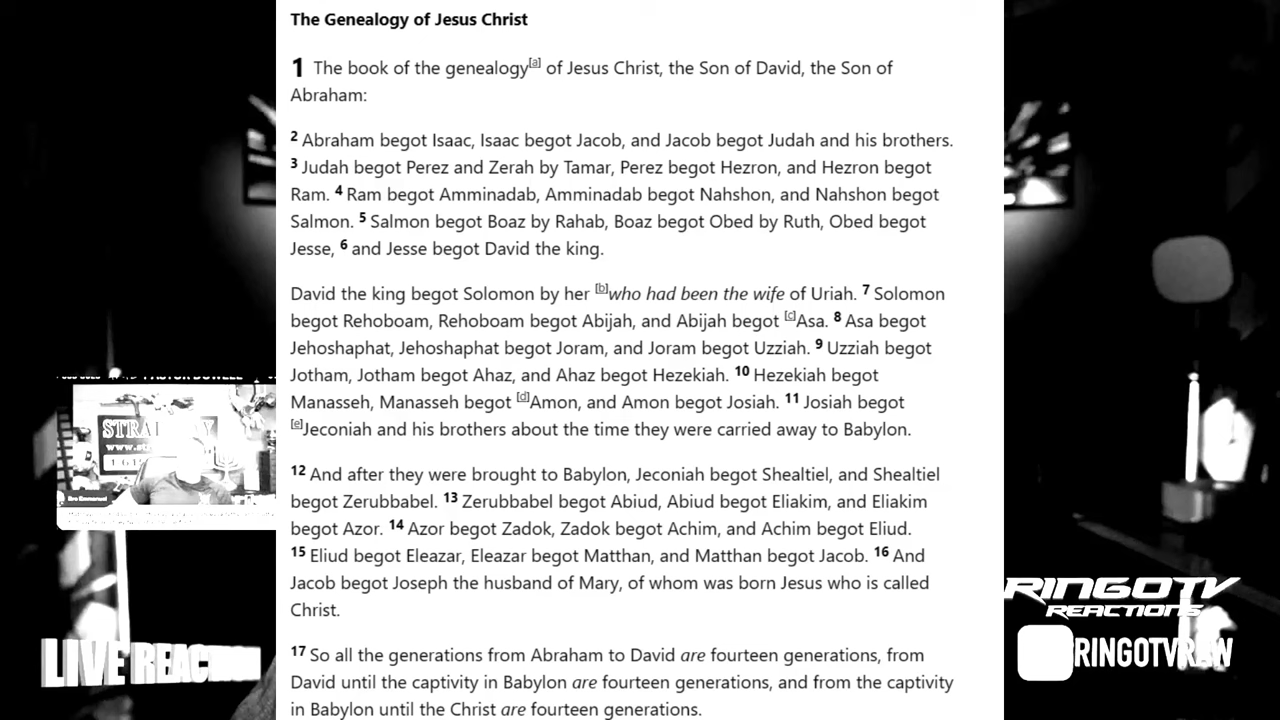 The Genealogy of Jesus Christ
1 The book of the genealogy[a] of Jesus Christ, the Son of David, the Son of
Abraham:
2 Abraham begot Isaac, Isaac begot Jacob, and Jacob begot Judah and his brothers.
3 Judah begot Perez and Zerah by Tamar, Perez begot Hezron, and Hezron begot
Ram. 4 Ram begot Amminadab, Amminadab begot Nahshon, and Nahshon begot
Salmon. 5 Salmon begot Boaz by Rahab, Boaz begot Obed by Ruth, Obed begot
Jesse, 6 and Jesse begot David the king.
David the king begot Solomon by her [b]who had been the wife of Uriah. 7 Solomon
begot Rehoboam, Rehoboam begot Abijah, and Abijah begot [c]Asa. 8 Asa begot
Jehoshaphat, Jehoshaphat begot Joram, and Joram begot Uzziah. 9 Uzziah begot
Jotham, Jotham begot Ahaz, and Ahaz begot Hezekiah. 10 Hezekiah begot
Manasseh, Manasseh begot [d]Amon, and Amon begot Josiah. 11 Josiah begot
[e]Jeconiah and his brothers about the time they were carried away to Babylon.
12 And after they were brought to Babylon, Jeconiah begot Shealtiel, and Shealtiel
begot Zerubbabel. 13 Zerubbabel begot Abiud, Abiud begot Eliakim, and Eliakim
begot Azor. 14 Azor begot Zadok, Zadok begot Achim, and Achim begot Eliud.
15 Eliud begot Eleazar, Eleazar begot Matthan, and Matthan begot Jacob. 16 And
Jacob begot Joseph the husband of Mary, of whom was born Jesus who is called
Christ.
17 So all the generations from Abraham to David are fourteen generations, from
David until the captivity in Babylon are fourteen generations, and from the captivity
in Babylon until the Christ are fourteen generations.
Bro Emmanuel
LIVE REACTION
RINGOTV
REACTIONS
RINGOTVRAW